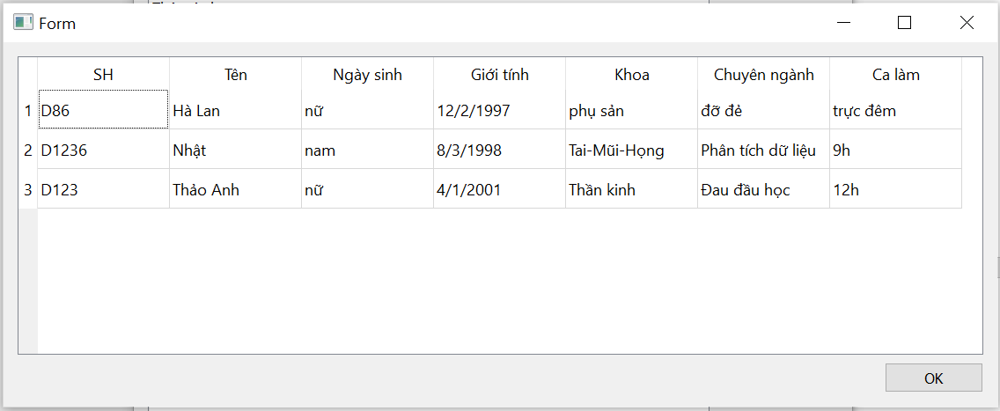 Form
SH Tên Ngày sinh Giới tính Khoa Chuyên ngành Ca làm
1 D86 Hà Lan nữ 12/2/1997 phụ sản đỡ đẻ trực đêm
2 D1236 Nhật nam 8/3/1998 Tai-Mũi-Họng Phân tích dữ liệu 9h
3 D123 Thảo Anh nữ 4/1/2001 Thần kinh Đau đầu học 12h
OK